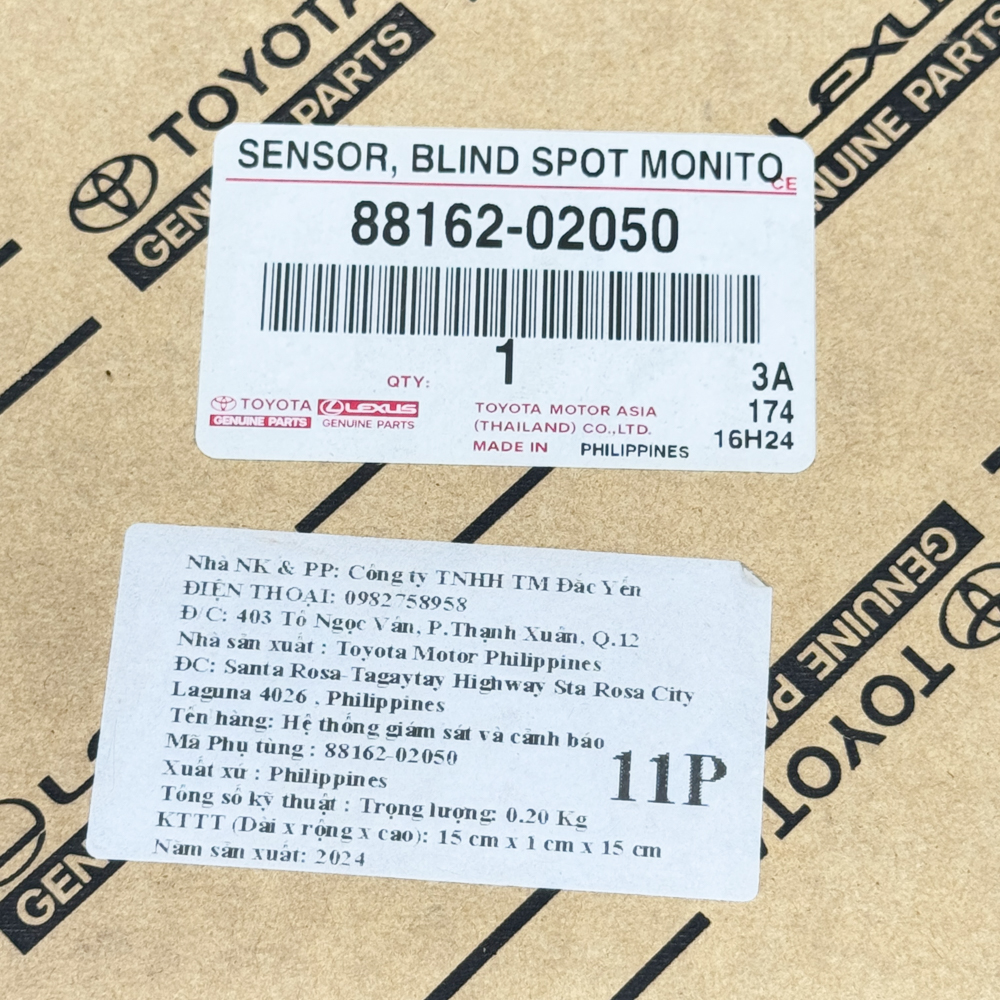 TOYOTA
GENUINE PARTS
LEXUS
GENUINE PARTS
SENSOR, BLIND SPOT MONITO
CE
88162-02050
1
QTY:
3A
174
16H24
TOYOTA
GENUINE PARTS
LEXUS
GENUINE PARTS
TOYOTA MOTOR ASIA
(THAILAND) CO.,LTD.
MADE IN PHILIPPINES
Nhà NK & PP: Công ty TNHH TM Đắc Yến
ĐIỆN THOẠI: 0982758958
Đ/C: 403 Tô Ngọc Vân, P.Thạnh Xuân, Q.12
Nhà sản xuất : Toyota Motor Philippines
ĐC: Santa Rosa-Tagaytay Highway Sta Rosa City
Laguna 4026 , Philippines
Tên hàng: Hệ thống giám sát và cảnh báo
Mã Phụ tùng : 88162-02050
Xuất xứ : Philippines
Tổng số kỹ thuật : Trọng lượng: 0.20 Kg
KTTT (Dài x rộng x cao): 15 cm x 1 cm x 15 cm
Năm sản xuất: 2024
11P
TOYOTA
GENUINE PA
GEN